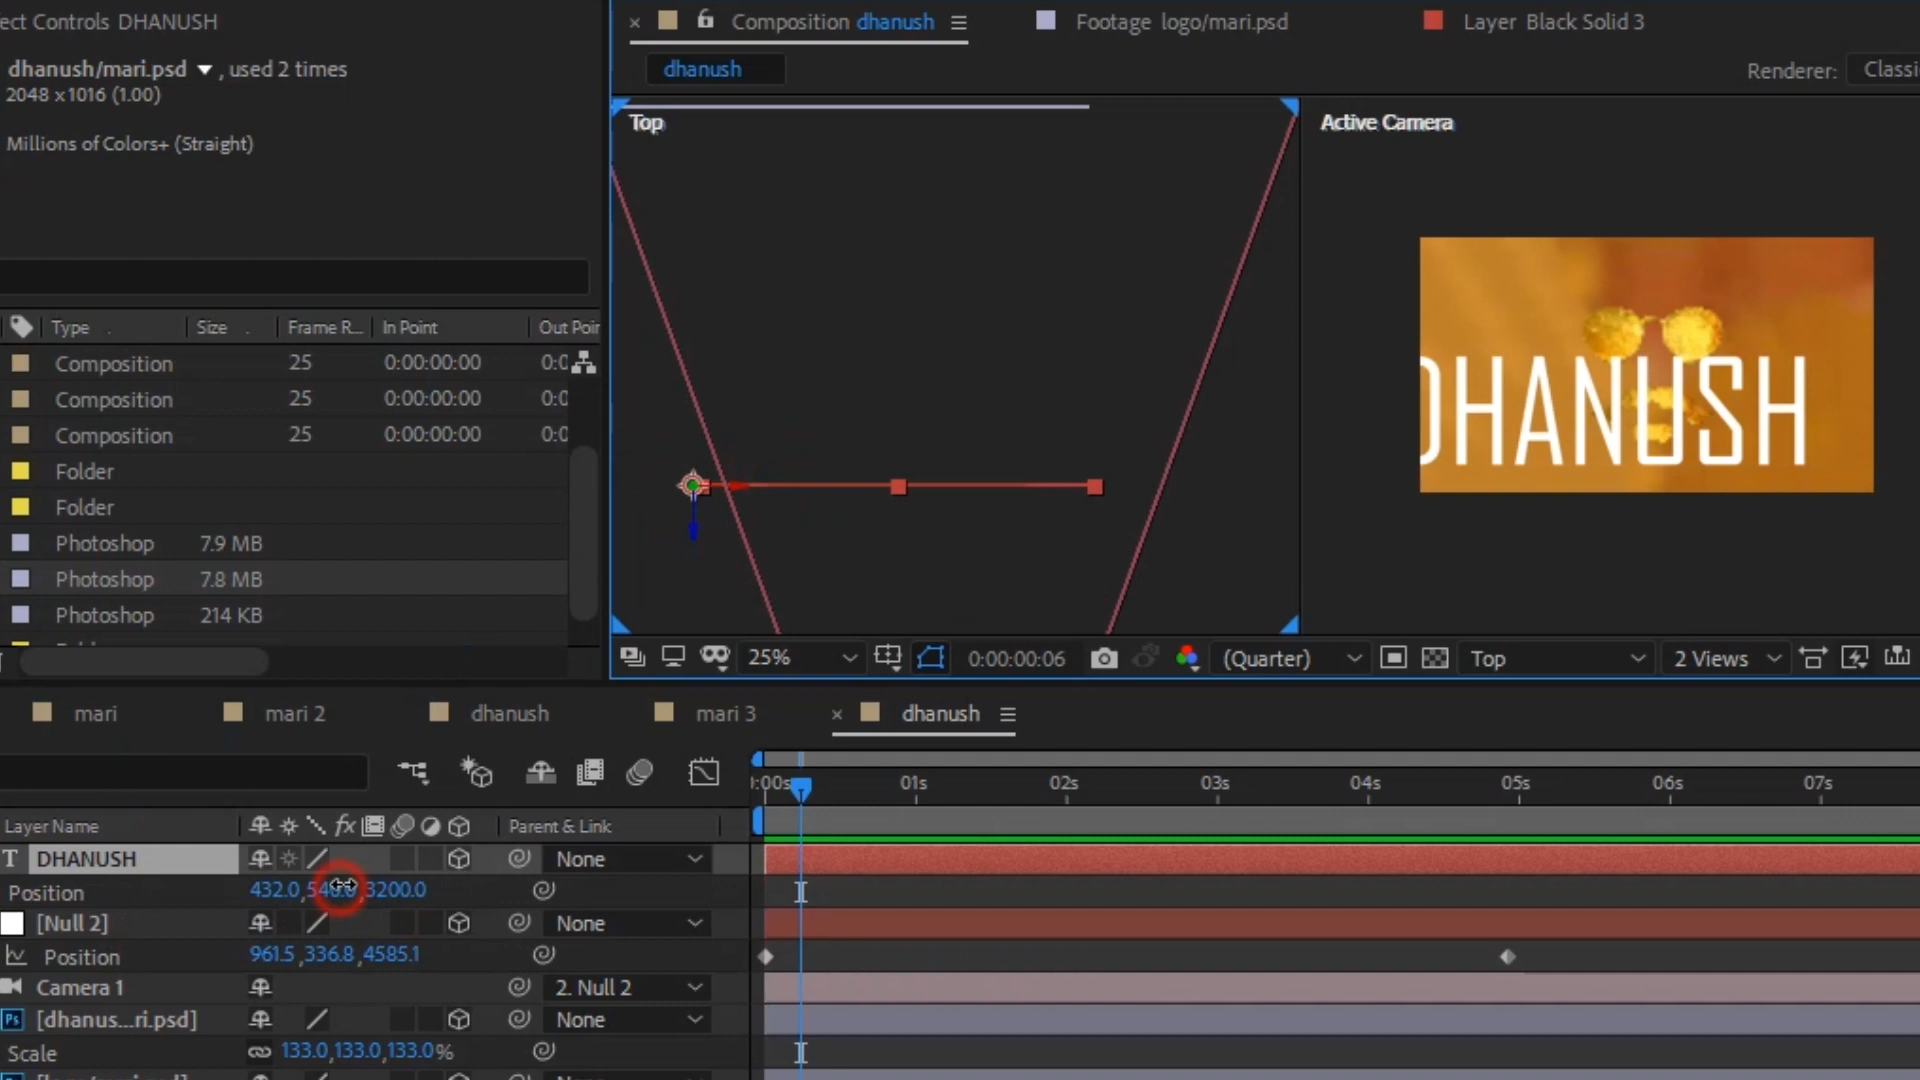 ect Controls DHANUSH
Composition dhanush
Footage logo/mari.psd
Layer Black Solid 3
dhanush/mari.psd , used 2 times
2048 x1016 (1.00)
dhanush
Renderer:
Classi
Millions of Colors+ (Straight)
Top
Active Camera
DHANUSH
Type
Size
Frame R...
In Point
Out Poin
Composition 25 0:00:00:00 0:0
Composition 25 0:00:00:00 0:0
Composition 25 0:00:00:00 0:0
Folder
Folder
Photoshop 7.9 MB
Photoshop 7.8 MB
Photoshop 214 KB
25%
0:00:00:06
(Quarter)
Top
2 Views
mari
mari 2
dhanush
mari 3
× dhanush
):00s 01s 02s 03s 04s 05s 06s 07s
Layer Name
fx
Parent & Link
T DHANUSH None
Position 432.0, ,3200.0
[Null 2] None
Position 961.5 ,336.8 ,4585.1
Camera 1 2. Null 2
Ps [dhanus...ri.psd] None
Scale 133.0,133.0,133.0%